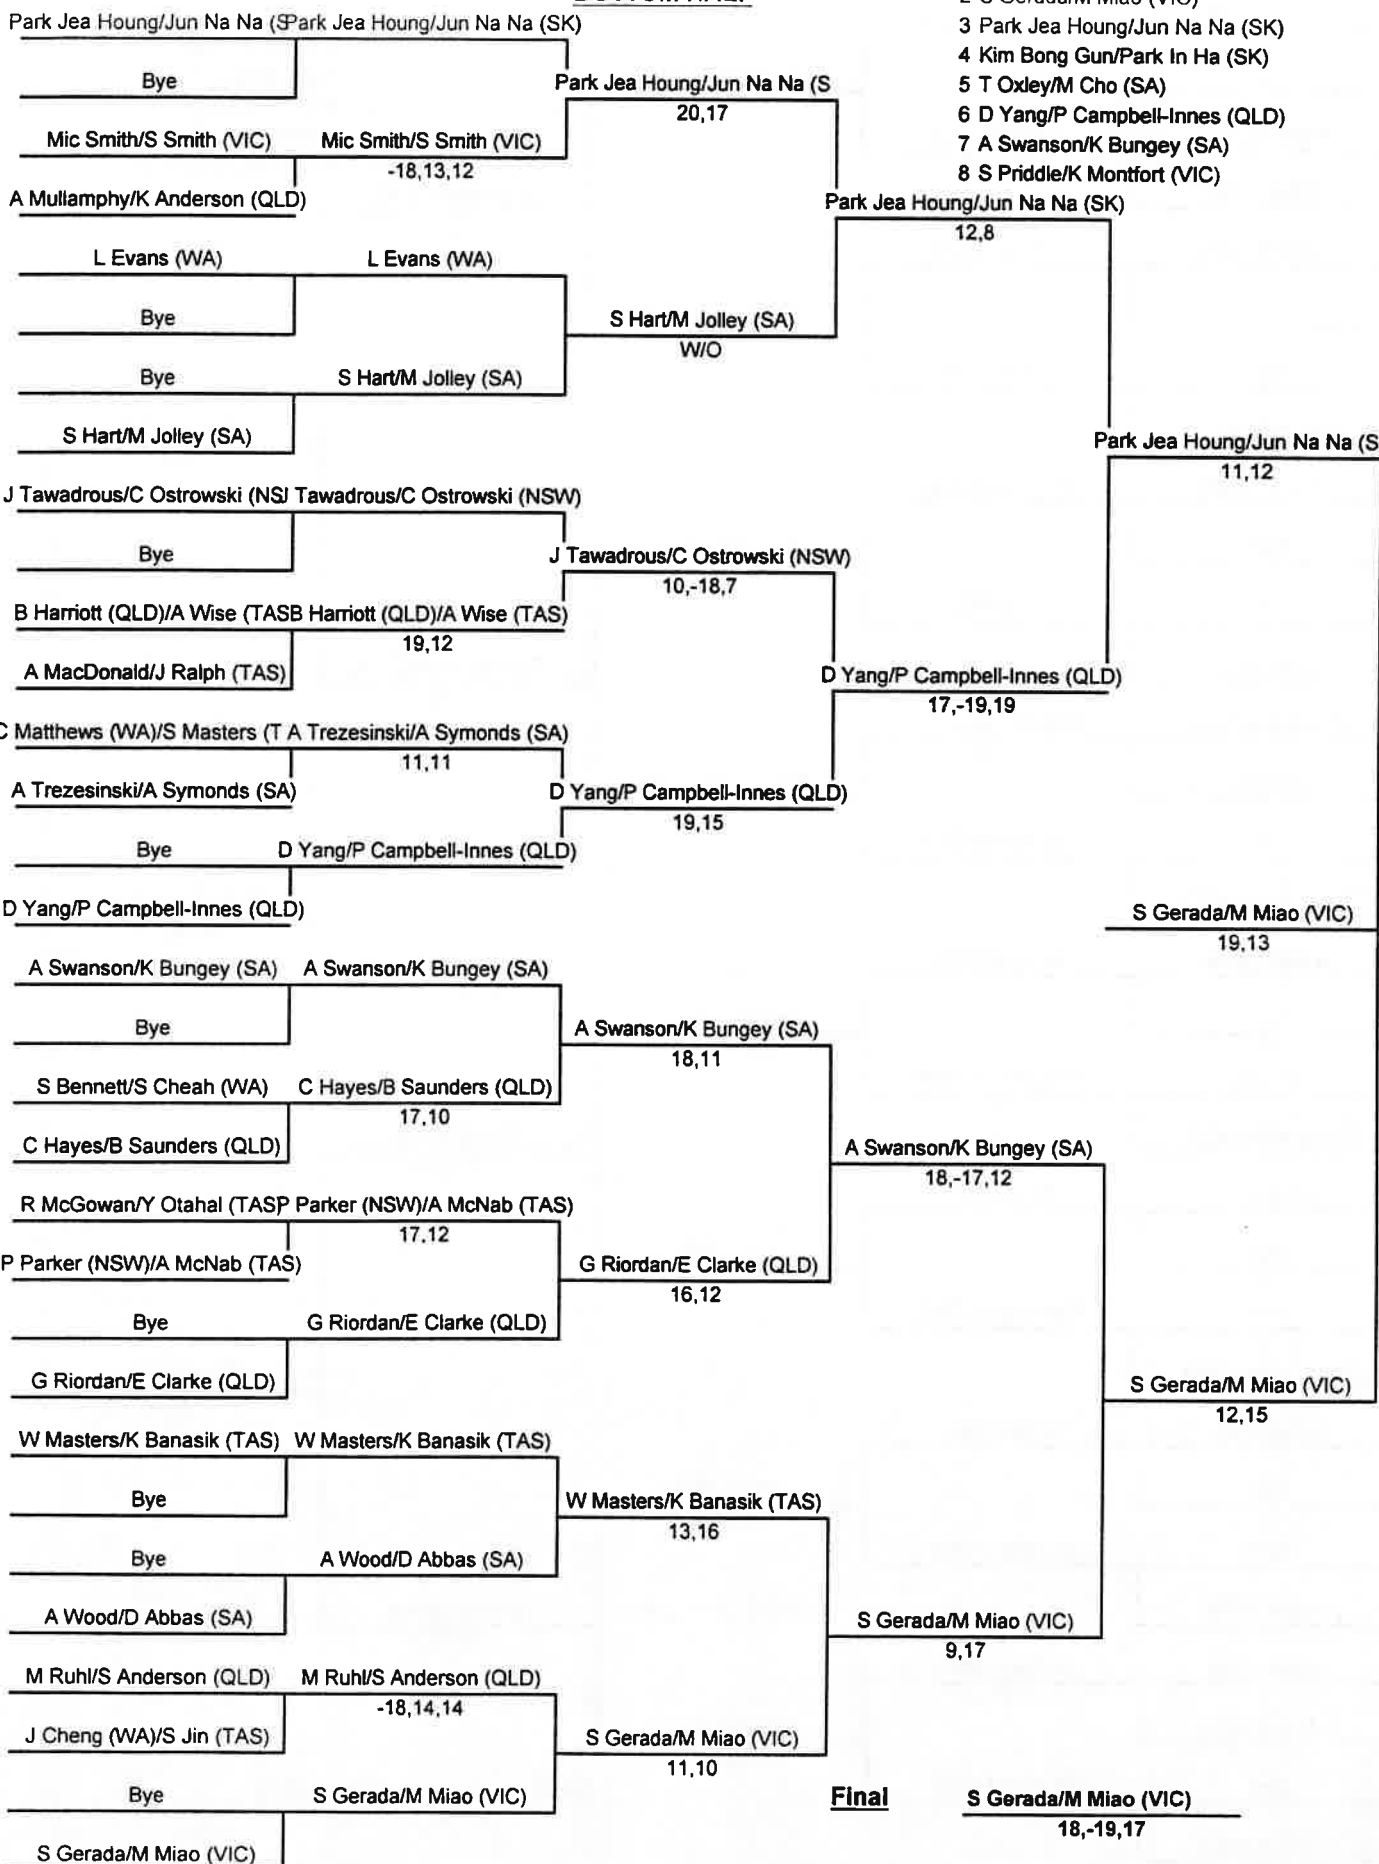 3 Park Jea Houng/Jun Na Na (SK)
4 Kim Bong Gun/Park In Ha (SK)
5 T Oxley/M Cho (SA)
6 D Yang/P Campbell-Innes (QLD)
7 A Swanson/K Bungey (SA)
8 S Priddle/K Montfort (VIC)
Park Jea Houng/Jun Na Na (S
Bye
Mic Smith/S Smith (VIC)
A Mullamphy/K Anderson (QLD)
L Evans (WA)
Bye
Bye
S Hart/M Jolley (SA)
J Tawadrous/C Ostrowski (NS
Bye
B Harriott (QLD)/A Wise (TAS
A MacDonald/J Ralph (TAS)
C Matthews (WA)/S Masters (T
A Trezesinski/A Symonds (SA)
Bye
D Yang/P Campbell-Innes (QLD)
A Swanson/K Bungey (SA)
Bye
S Bennett/S Cheah (WA)
C Hayes/B Saunders (QLD)
R McGowan/Y Otahal (TAS
P Parker (NSW)/A McNab (TAS)
Bye
G Riordan/E Clarke (QLD)
W Masters/K Banasik (TAS)
Bye
Bye
A Wood/D Abbas (SA)
M Ruhl/S Anderson (QLD)
J Cheng (WA)/S Jin (TAS)
Bye
S Gerada/M Miao (VIC)
Park Jea Houng/Jun Na Na (SK)
Mic Smith/S Smith (VIC)
-18,13,12
L Evans (WA)
S Hart/M Jolley (SA)
J Tawadrous/C Ostrowski (NSW)
B Harriott (QLD)/A Wise (TAS)
19,12
A Trezesinski/A Symonds (SA)
11,11
D Yang/P Campbell-Innes (QLD)
A Swanson/K Bungey (SA)
C Hayes/B Saunders (QLD)
17,10
P Parker (NSW)/A McNab (TAS)
17,12
G Riordan/E Clarke (QLD)
W Masters/K Banasik (TAS)
A Wood/D Abbas (SA)
M Ruhl/S Anderson (QLD)
-18,14,14
S Gerada/M Miao (VIC)
Park Jea Houng/Jun Na Na (S
20,17
S Hart/M Jolley (SA)
W/O
J Tawadrous/C Ostrowski (NSW)
10,-18,7
D Yang/P Campbell-Innes (QLD)
19,15
A Swanson/K Bungey (SA)
18,11
G Riordan/E Clarke (QLD)
16,12
W Masters/K Banasik (TAS)
13,16
S Gerada/M Miao (VIC)
11,10
Park Jea Houng/Jun Na Na (SK)
12,8
D Yang/P Campbell-Innes (QLD)
17,-19,19
A Swanson/K Bungey (SA)
18,-17,12
S Gerada/M Miao (VIC)
9,17
Park Jea Houng/Jun Na Na (S
11,12
S Gerada/M Miao (VIC)
19,13
S Gerada/M Miao (VIC)
12,15
Final
S Gerada/M Miao (VIC)
18,-19,17